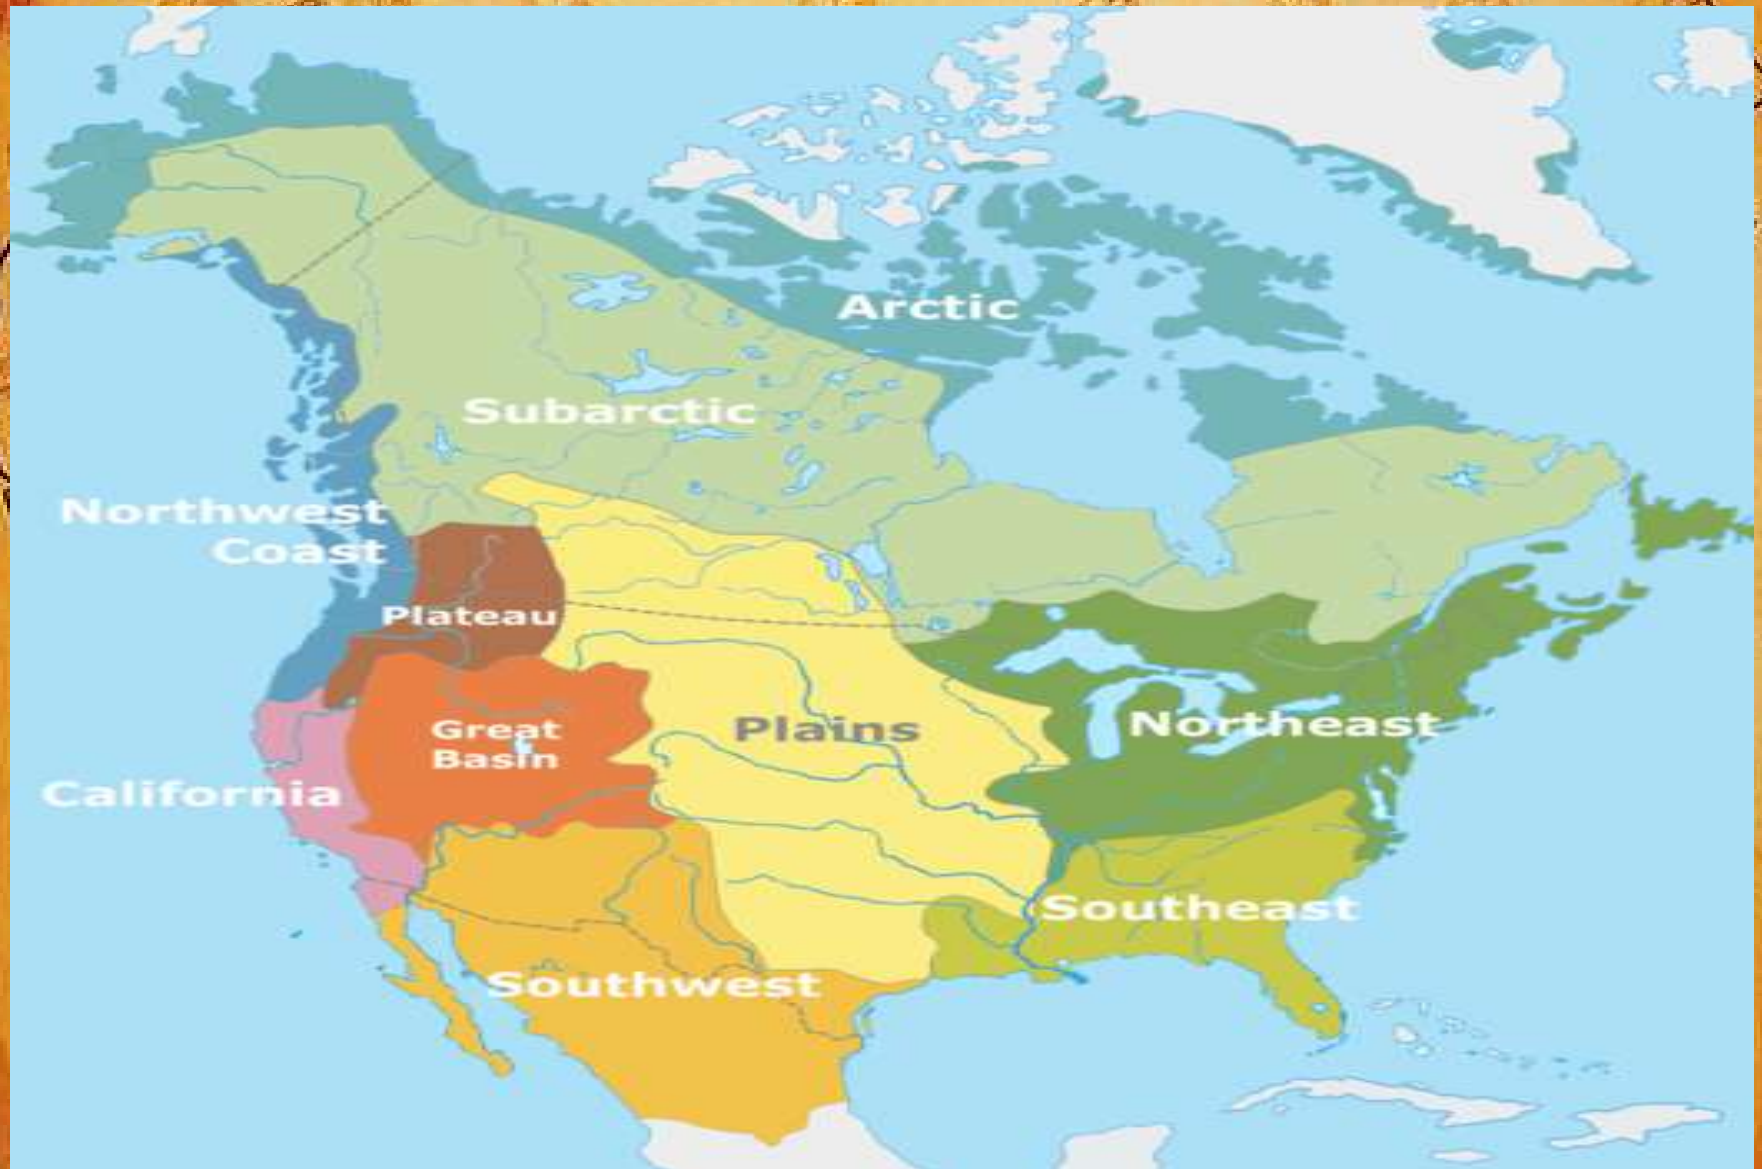 Arctic
Subarctic
Northwest
Coast
Plateau
Great
Basin
Plains
Northeast
California
Southeast
Southwest